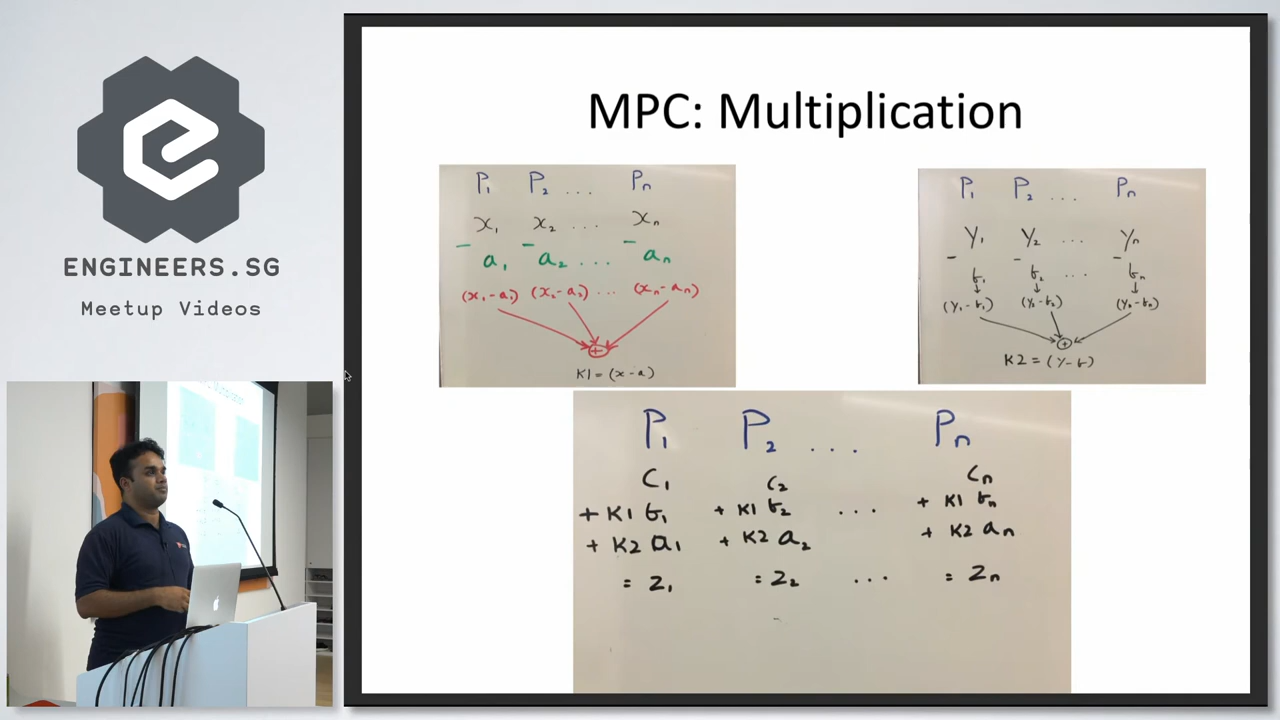 ENGINEERS.SG
Meetup Videos
MPC: Multiplication
P₁ P₂ ... Pₙ
x₁ x₂ ... xₙ
- a₁ - a₂ ... - aₙ
(x₁-a₁) (x₂-a₂) ... (xₙ-aₙ)
+
K1 = (x-a)
P₁ P₂ ... Pₙ
Y₁ Y₂ ... Yₙ
- b₁ - b₂ ... - bₙ
(Y₁-b₁) (Y₂-b₂) (Yₙ-bₙ)
+
K2 = (Y-b)
P₁ P₂ ... Pₙ
C₁ C₂ Cₙ
+ K1 b₁ + K1 b₂ ... + K1 bₙ
+ K2 a₁ + K2 a₂ + K2 aₙ
= Z₁ = Z₂ ... = Zₙ